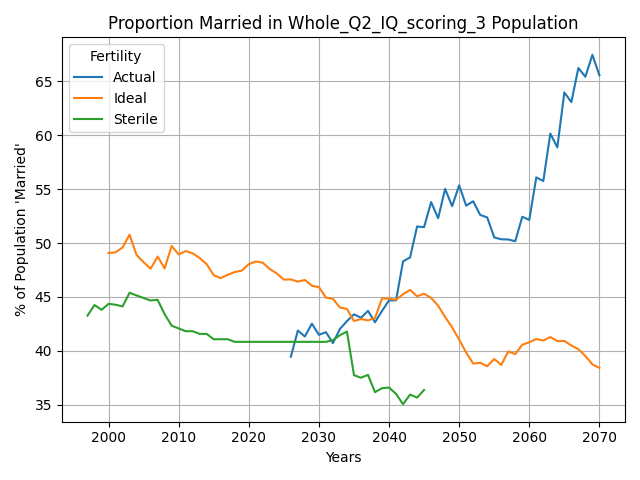 Proportion Married in Whole_Q2_IQ_scoring_3 Population
Fertility
Actual
Ideal
Sterile
% of Population 'Married'
65
60
55
50
45
40
35
2000
2010
2020
2030
2040
2050
2060
2070
Years